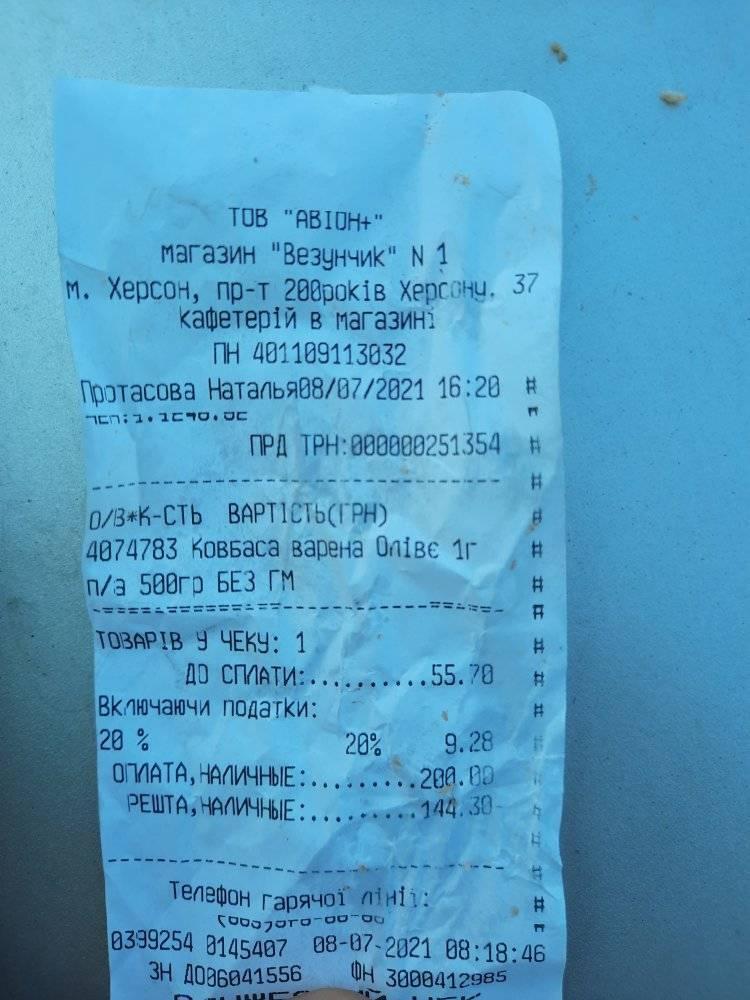 ТОВ "АВІОН+"
магазин "Везунчик" N 1
м. Херсон, пр-т 200років Херсону, 37
кафетерій в магазині
ПН 401109113032
Протасова Наталья08/07/2021 16:20 #
#
ПРД ТРН:000000251354 #
#
О/В*К-СТЬ ВАРТІСТЬ(ГРН) #
4074783 Ковбаса варена Олівє 1г #
п/а 500гр БЕЗ ГМ #
#
ТОВАРІВ У ЧЕКУ: 1 #
ДО СПЛАТИ:..........55.70 #
Включаючи податки: #
20 % 20% 9.28 #
ОПЛАТА,НАЛИЧНЫЕ:.........200.00 #
РЕШТА,НАЛИЧНЫЕ:.........144.30 #
#
#
Телефон гарячої лінії: #
0399254 0145407 08-07-2021 08:18:46
ЗН ДО06041556 ФН 3000412985